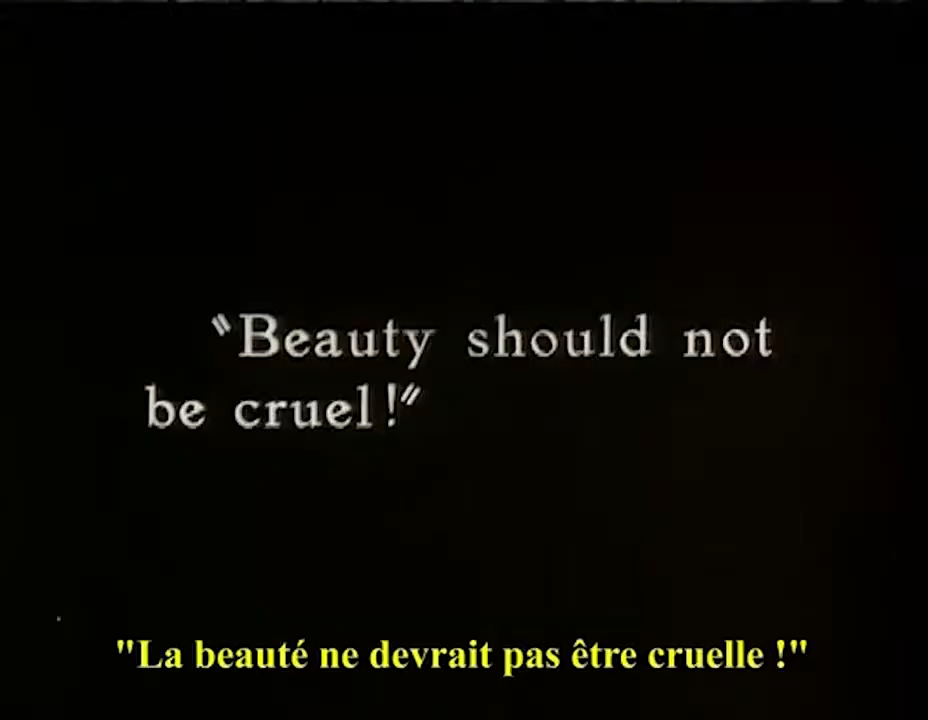 “Beauty should not
be cruel!”
"La beauté ne devrait pas être cruelle !"